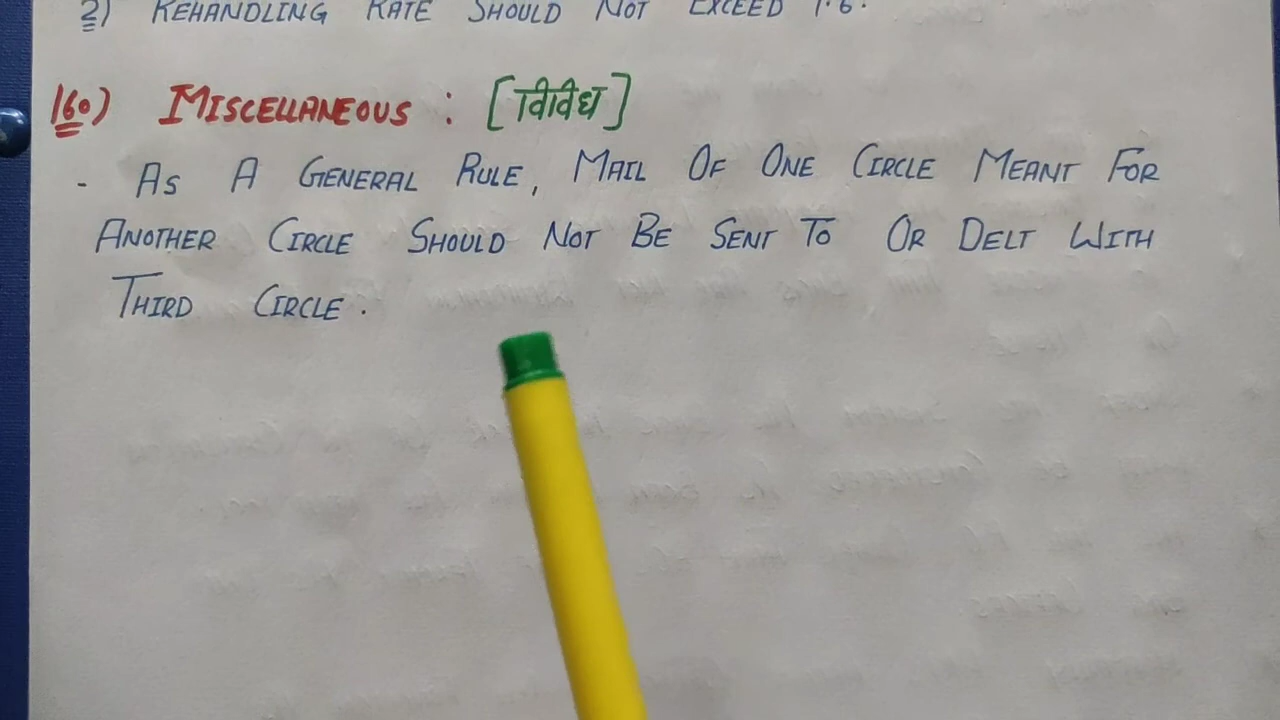 2) REHANDLING RATE SHOULD NOT EXCEED 1.6.
160) MISCELLANEOUS : [विविध]
- AS A GENERAL RULE, MAIL OF ONE CIRCLE MEANT FOR
ANOTHER CIRCLE SHOULD NOT BE SENT TO OR DELT WITH
THIRD CIRCLE.